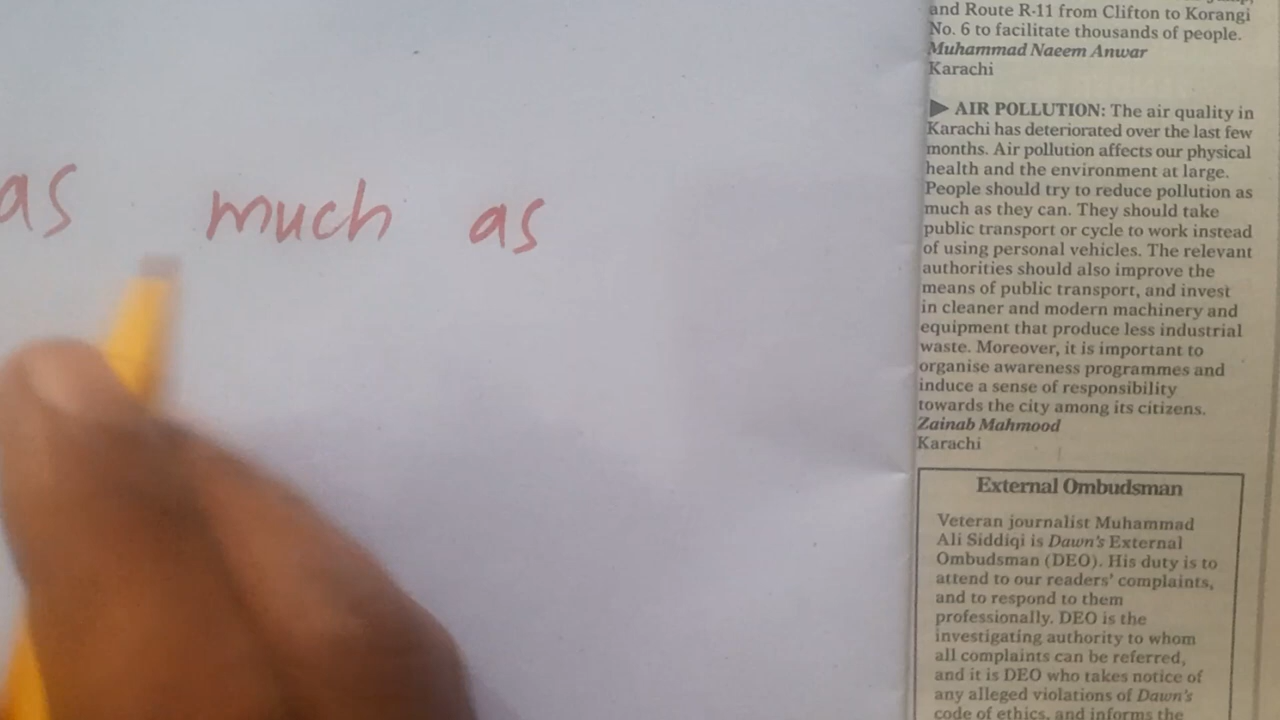 as much as
and Route R-11 from Clifton to Korangi
No. 6 to facilitate thousands of people.
Muhammad Naeem Anwar
Karachi
▶ AIR POLLUTION: The air quality in
Karachi has deteriorated over the last few
months. Air pollution affects our physical
health and the environment at large.
People should try to reduce pollution as
much as they can. They should take
public transport or cycle to work instead
of using personal vehicles. The relevant
authorities should also improve the
means of public transport, and invest
in cleaner and modern machinery and
equipment that produce less industrial
waste. Moreover, it is important to
organise awareness programmes and
induce a sense of responsibility
towards the city among its citizens.
Zainab Mahmood
Karachi
External Ombudsman
Veteran journalist Muhammad
Ali Siddiqi is Dawn's External
Ombudsman (DEO). His duty is to
attend to our readers' complaints,
and to respond to them
professionally. DEO is the
investigating authority to whom
all complaints can be referred,
and it is DEO who takes notice of
any alleged violations of Dawn's
code of ethics, and informs the